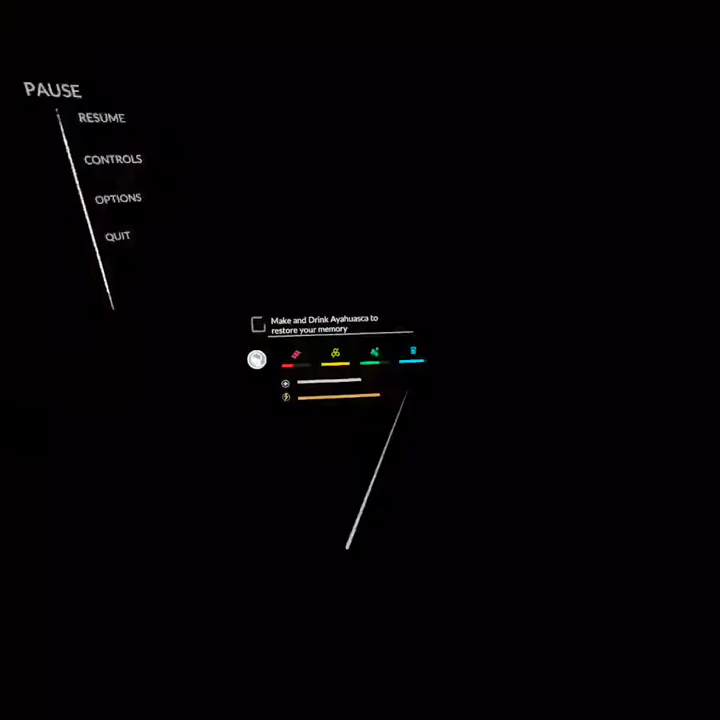 PAUSE
RESUME
CONTROLS
OPTIONS
QUIT
Make and Drink Ayahuasca to
restore your memory